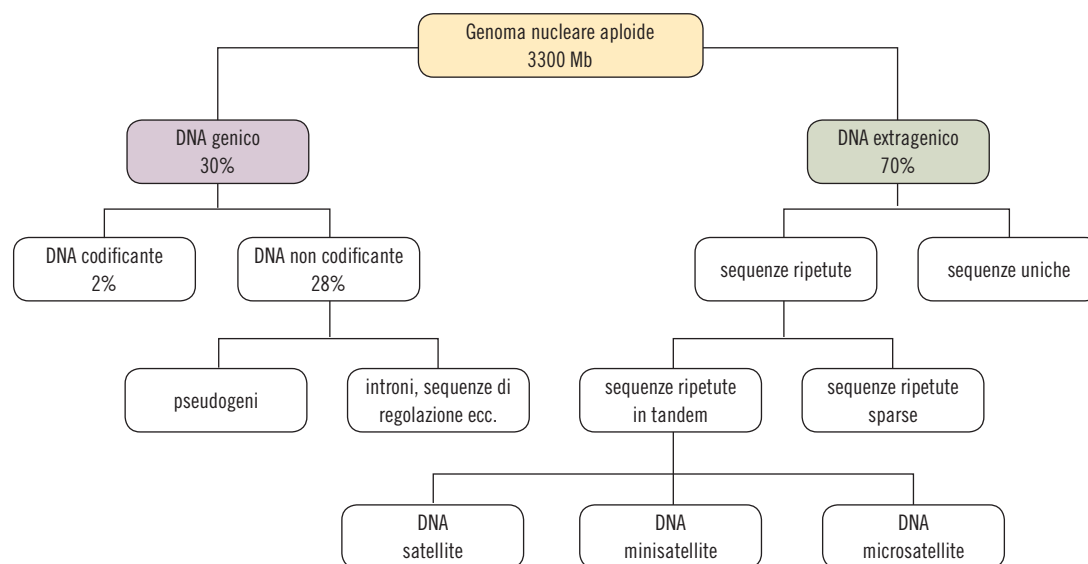 Genoma nucleare aploide
3300 Mb
DNA genico
30%
DNA extragenico
70%
DNA codificante
2%
DNA non codificante
28%
sequenze ripetute
sequenze uniche
pseudogeni
introni, sequenze di
regolazione ecc.
sequenze ripetute
in tandem
sequenze ripetute
sparse
DNA
satellite
DNA
minisatellite
DNA
microsatellite